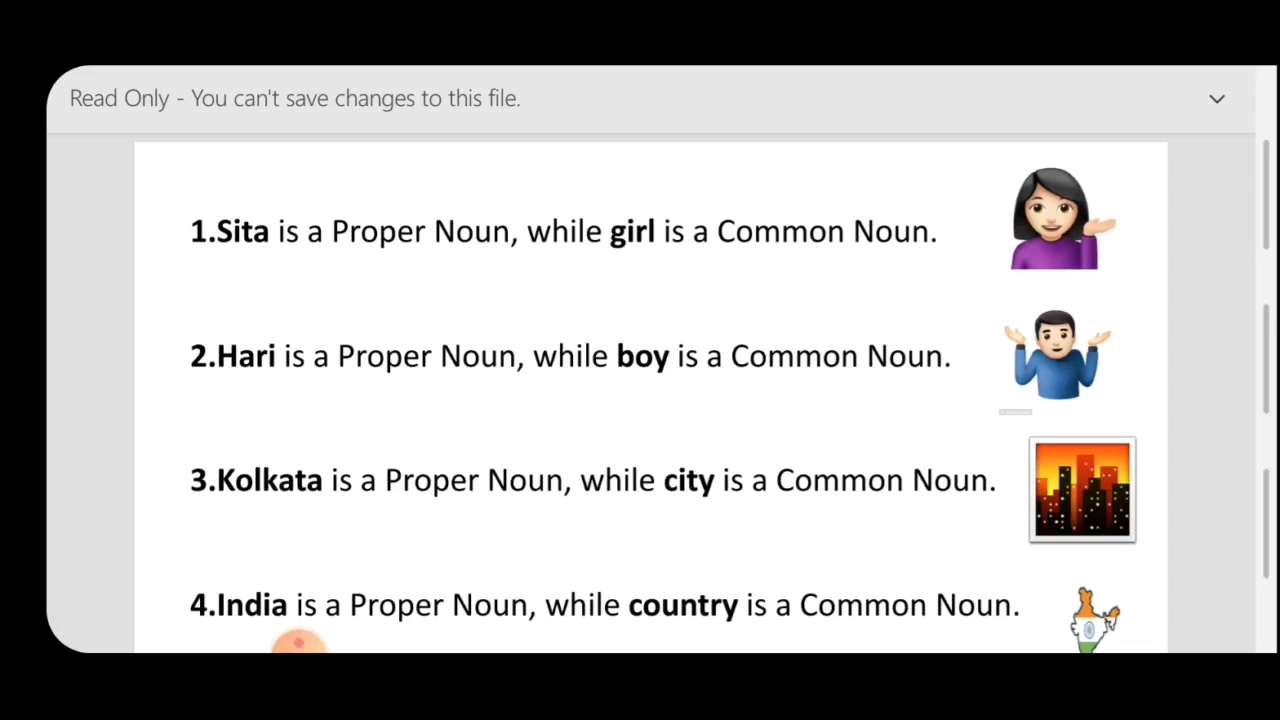 Read Only - You can't save changes to this file.
1.Sita is a Proper Noun, while girl is a Common Noun.
2.Hari is a Proper Noun, while boy is a Common Noun.
3.Kolkata is a Proper Noun, while city is a Common Noun.
4.India is a Proper Noun, while country is a Common Noun.